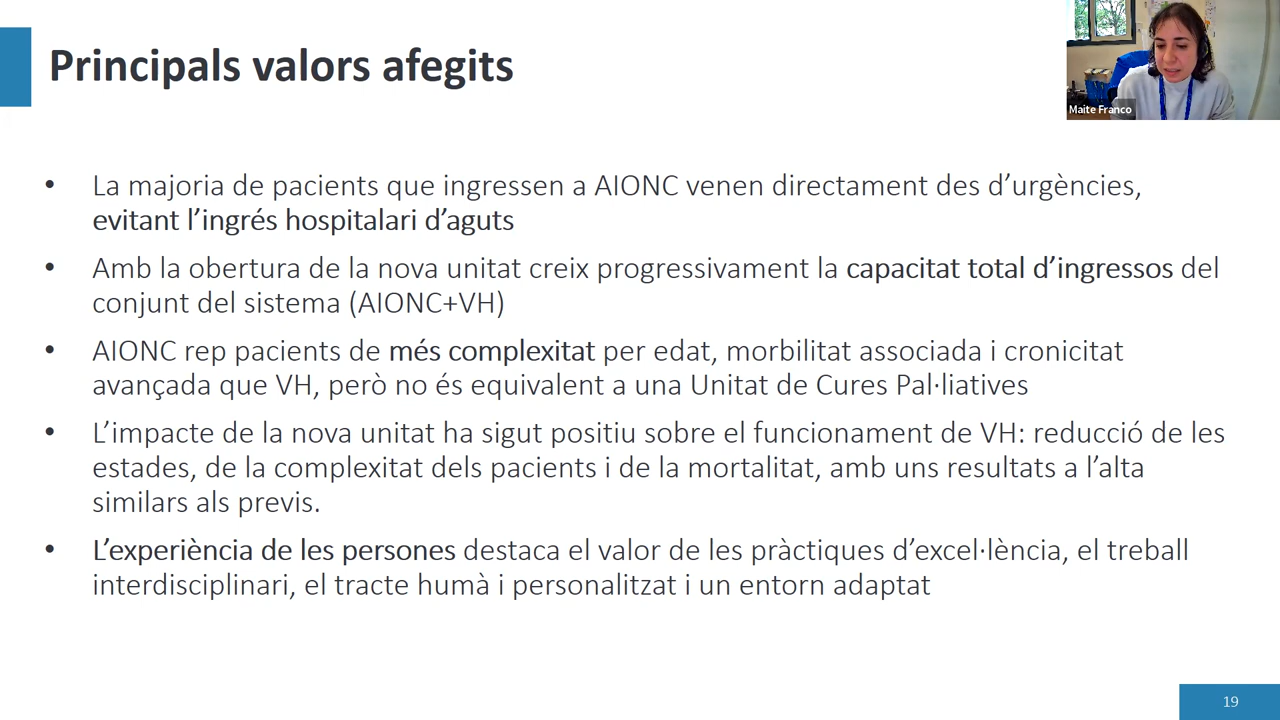 Principals valors afegits
Maite Franco
• La majoria de pacients que ingressen a AIONC venen directament des d’urgències,
evitant l’ingrés hospitalari d’aguts
• Amb la obertura de la nova unitat creix progressivament la capacitat total d’ingressos del
conjunt del sistema (AIONC+VH)
• AIONC rep pacients de més complexitat per edat, morbilitat associada i cronicitat
avançada que VH, però no és equivalent a una Unitat de Cures Pal·liatives
• L’impacte de la nova unitat ha sigut positiu sobre el funcionament de VH: reducció de les
estades, de la complexitat dels pacients i de la mortalitat, amb uns resultats a l’alta
similars als previs.
• L’experiència de les persones destaca el valor de les pràctiques d’excel·lència, el treball
interdisciplinari, el tracte humà i personalitzat i un entorn adaptat
19